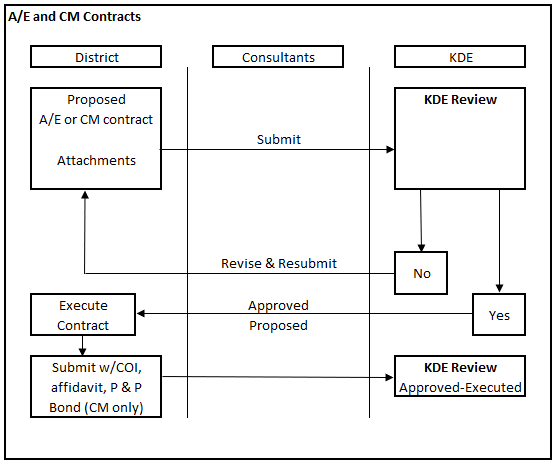 A/E and CM Contracts
District
Consultants
KDE
Proposed
A/E or CM contract
Attachments
Submit
KDE Review
Revise & Resubmit
No
Execute
Contract
Approved
Proposed
Yes
Submit w/COI,
affidavit, P & P
Bond (CM only)
KDE Review
Approved-Executed